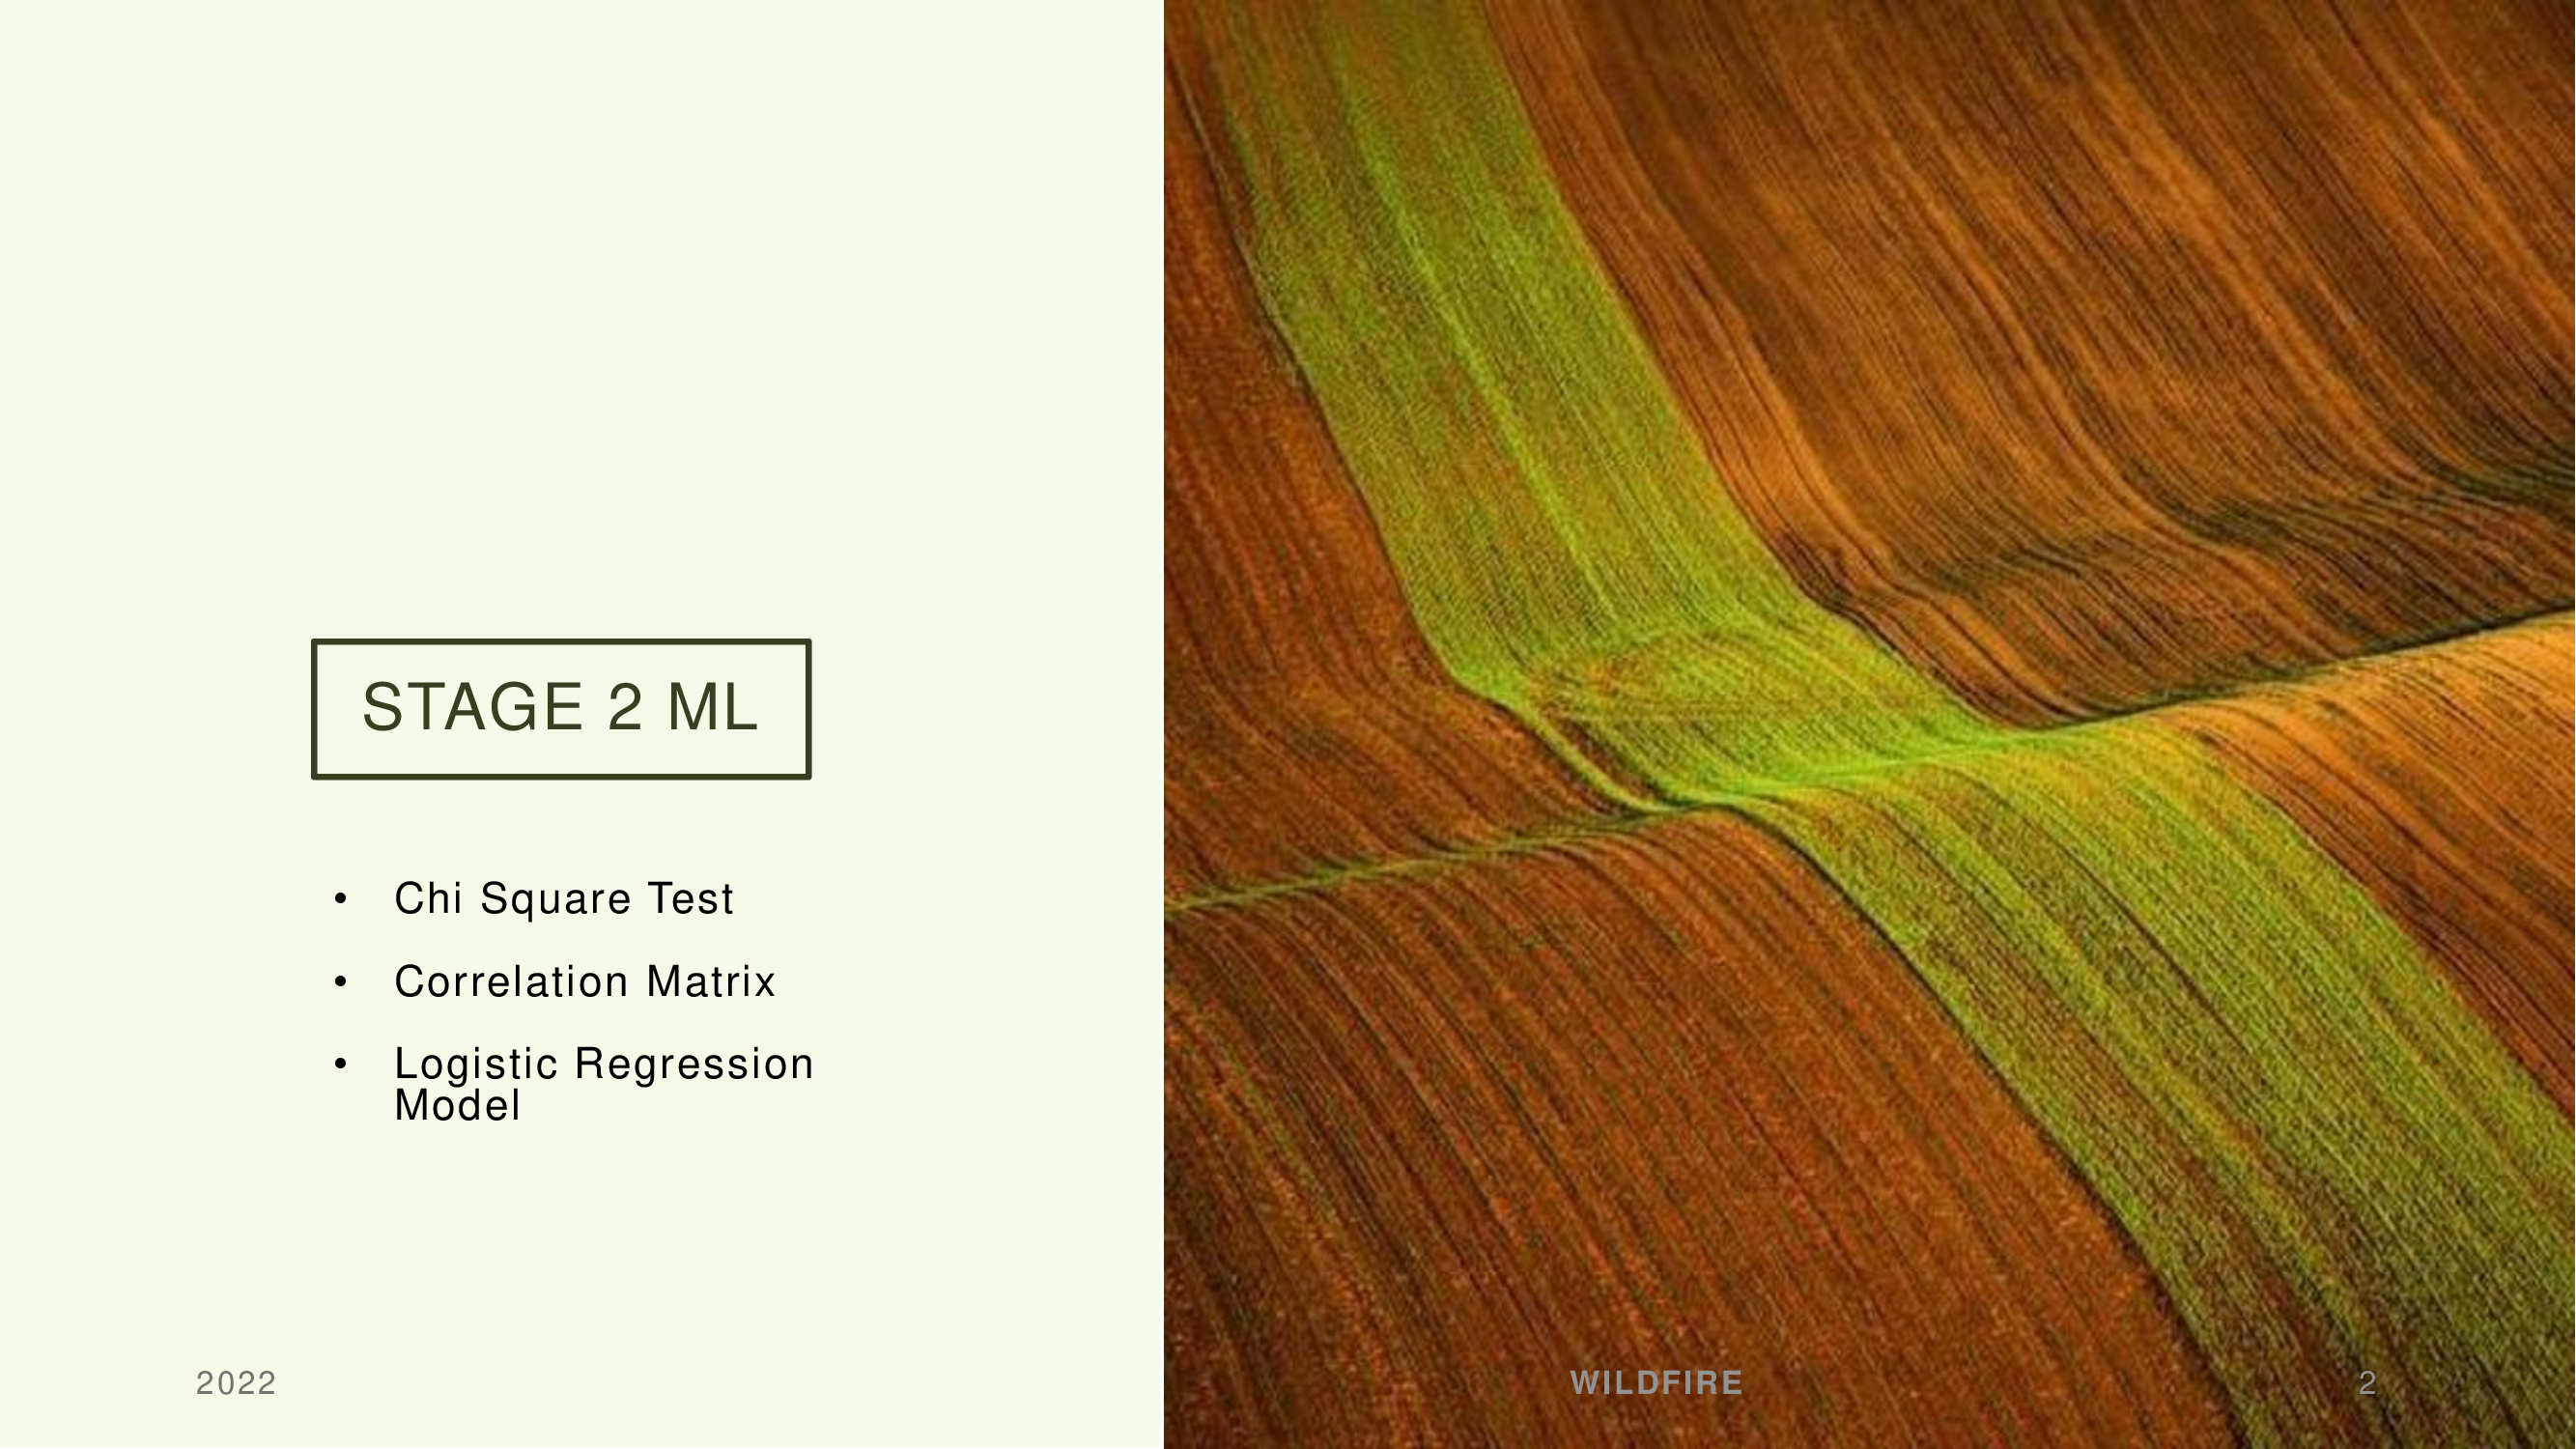 STAGE 2 ML
• Chi Square Test
• Correlation Matrix
• Logistic Regression
Model
2022
WILDFIRE
2